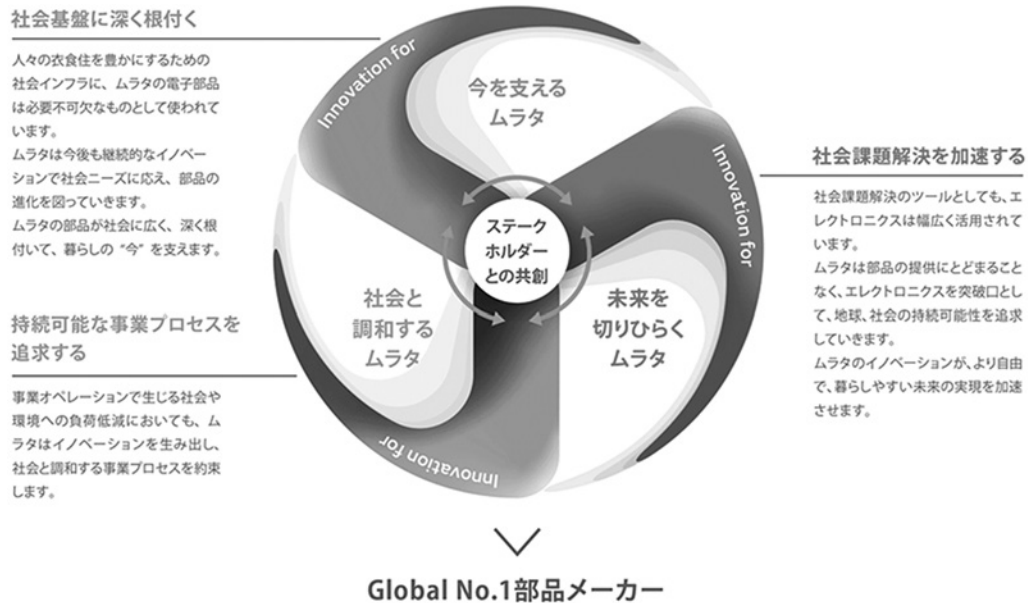 社会基盤に深く根付く
人々の衣食住を豊かにするための
社会インフラに、ムラタの電子部品
は必要不可欠なものとして使われて
います。
ムラタは今後も継続的なイノベー
ションで社会ニーズに応え、部品の
進化を図っていきます。
ムラタの部品が社会に広く、深く根
付いて、暮らしの “今” を支えます。
持続可能な事業プロセスを
追求する
事業オペレーションで生じる社会や
環境への負荷低減においても、ム
ラタはイノベーションを生み出し、
社会と調和する事業プロセスを約束
します。
Innovation for
今を支える
ムラタ
Innovation for
ステーク
ホルダー
との共創
社会と
調和する
ムラタ
未来を
切りひらく
ムラタ
Innovation for
社会課題解決を加速する
社会課題解決のツールとしても、エ
レクトロニクスは幅広く活用されて
います。
ムラタは部品の提供にとどまること
なく、エレクトロニクスを突破口とし
て、地球、社会の持続可能性を追求
していきます。
ムラタのイノベーションが、より自由
で、暮らしやすい未来の実現を加速
させます。
Global No.1部品メーカー